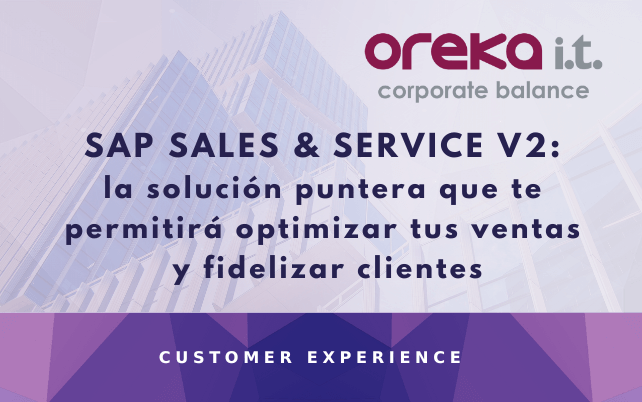 oreka i.t.
corporate balance
SAP SALES & SERVICE V2:
la solución puntera que te
permitirá optimizar tus ventas
y fidelizar clientes
CUSTOMER EXPERIENCE